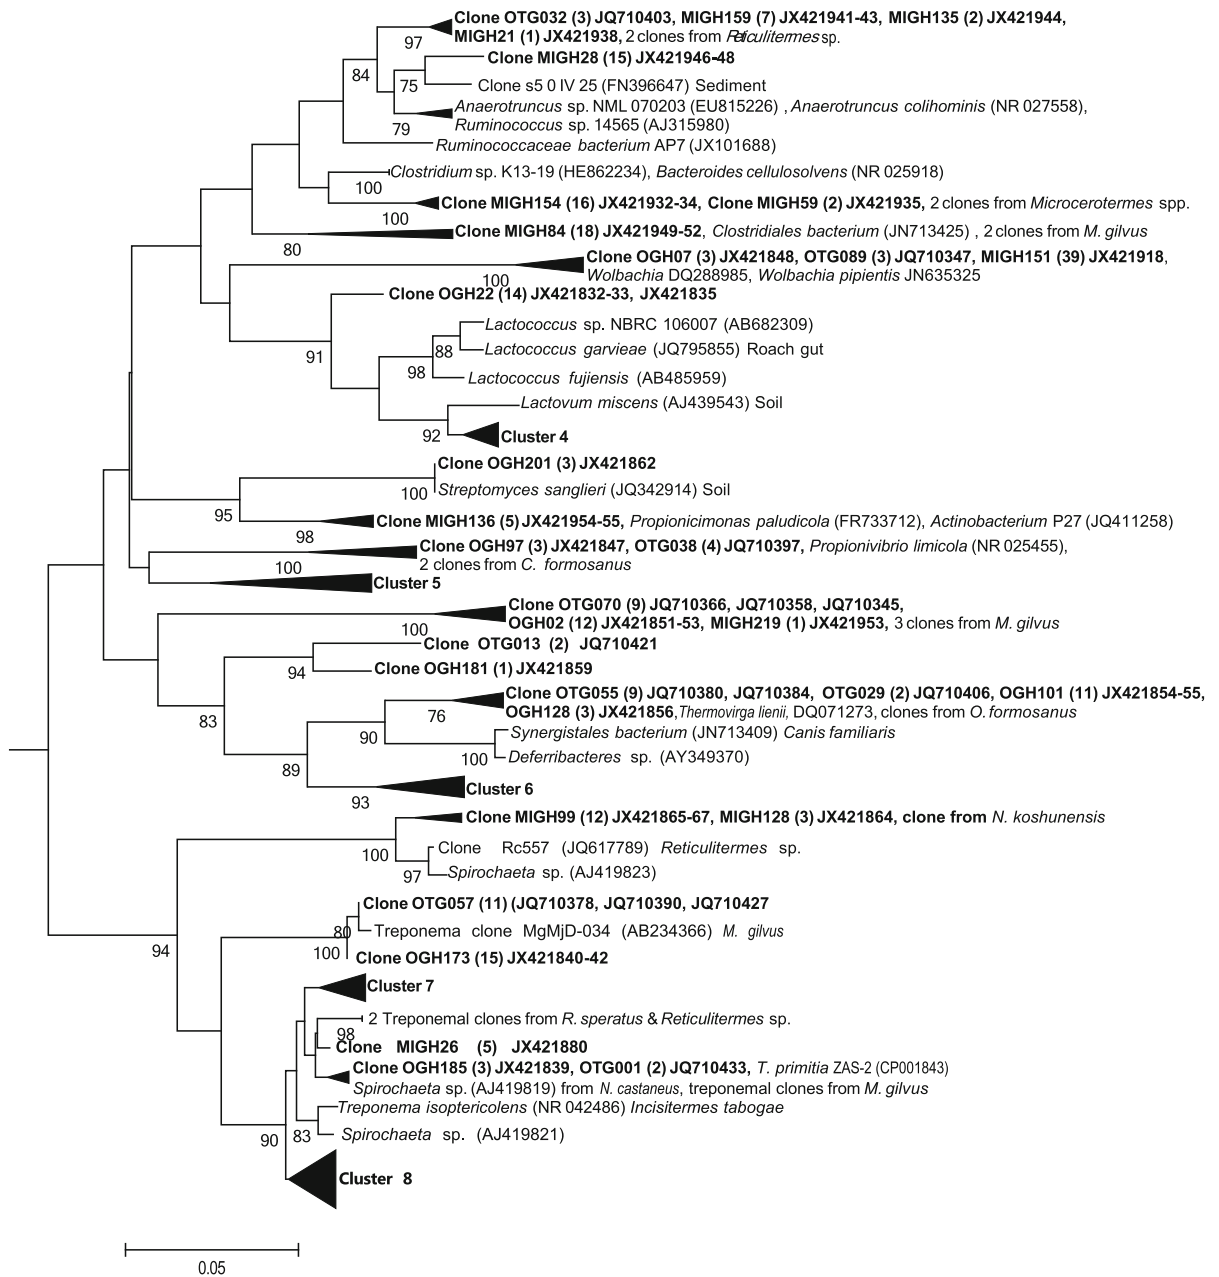 Clone OTG032 (3) JQ710403, MIGH159 (7) JX421941-43, MIGH135 (2) JX421944,
MIGH21 (1) JX421938, 2 clones from Reticulitermes sp.
97
Clone MIGH28 (15) JX421946-48
84
75
Clone s5 0 IV 25 (FN396647) Sediment
Anaerotruncus sp. NML 070203 (EU815226) , Anaerotruncus colihominis (NR 027558),
Ruminococcus sp. 14565 (AJ315980)
79
Ruminococcaceae bacterium AP7 (JX101688)
Clostridium sp. K13-19 (HE862234), Bacteroides cellulosolvens (NR 025918)
100
Clone MIGH154 (16) JX421932-34, Clone MIGH59 (2) JX421935, 2 clones from Microcerotermes spp.
100
Clone MIGH84 (18) JX421949-52, Clostridiales bacterium (JN713425) , 2 clones from M. gilvus
80
Clone OGH07 (3) JX421848, OTG089 (3) JQ710347, MIGH151 (39) JX421918,
Wolbachia DQ288985, Wolbachia pipientis JN635325
100
Clone OGH22 (14) JX421832-33, JX421835
Lactococcus sp. NBRC 106007 (AB682309)
91
88
Lactococcus garvieae (JQ795855) Roach gut
98
Lactococcus fujiensis (AB485959)
Lactovum miscens (AJ439543) Soil
92
Cluster 4
Clone OGH201 (3) JX421862
100
Streptomyces sanglieri (JQ342914) Soil
95
Clone MIGH136 (5) JX421954-55, Propionicimonas paludicola (FR733712), Actinobacterium P27 (JQ411258)
98
Clone OGH97 (3) JX421847, OTG038 (4) JQ710397, Propionivibrio limicola (NR 025455),
2 clones from C. formosanus
100
Cluster 5
Clone OTG070 (9) JQ710366, JQ710358, JQ710345,
OGH02 (12) JX421851-53, MIGH219 (1) JX421953, 3 clones from M. gilvus
100
Clone OTG013 (2) JQ710421
94
Clone OGH181 (1) JX421859
Clone OTG055 (9) JQ710380, JQ710384, OTG029 (2) JQ710406, OGH101 (11) JX421854-55,
OGH128 (3) JX421856, Thermovirga lienii, DQ071273, clones from O. formosanus
83
76
90
Synergistales bacterium (JN713409) Canis familiaris
100
Deferribacteres sp. (AY349370)
89
Cluster 6
93
Clone MIGH99 (12) JX421865-67, MIGH128 (3) JX421864, clone from N. koshunensis
100
Clone Rc557 (JQ617789) Reticulitermes sp.
97
Spirochaeta sp. (AJ419823)
Clone OTG057 (11) (JQ710378, JQ710390, JQ710427
80
Treponema clone MgMjD-034 (AB234366) M. gilvus
94
100
Clone OGH173 (15) JX421840-42
Cluster 7
2 Treponemal clones from R. speratus & Reticulitermes sp.
98
Clone MIGH26 (5) JX421880
Clone OGH185 (3) JX421839, OTG001 (2) JQ710433, T. primitia ZAS-2 (CP001843)
Spirochaeta sp. (AJ419819) from N. castaneus, treponemal clones from M. gilvus
Treponema isoptericolens (NR 042486) Incisitermes tabogae
90
83
Spirochaeta sp. (AJ419821)
Cluster 8
0.05